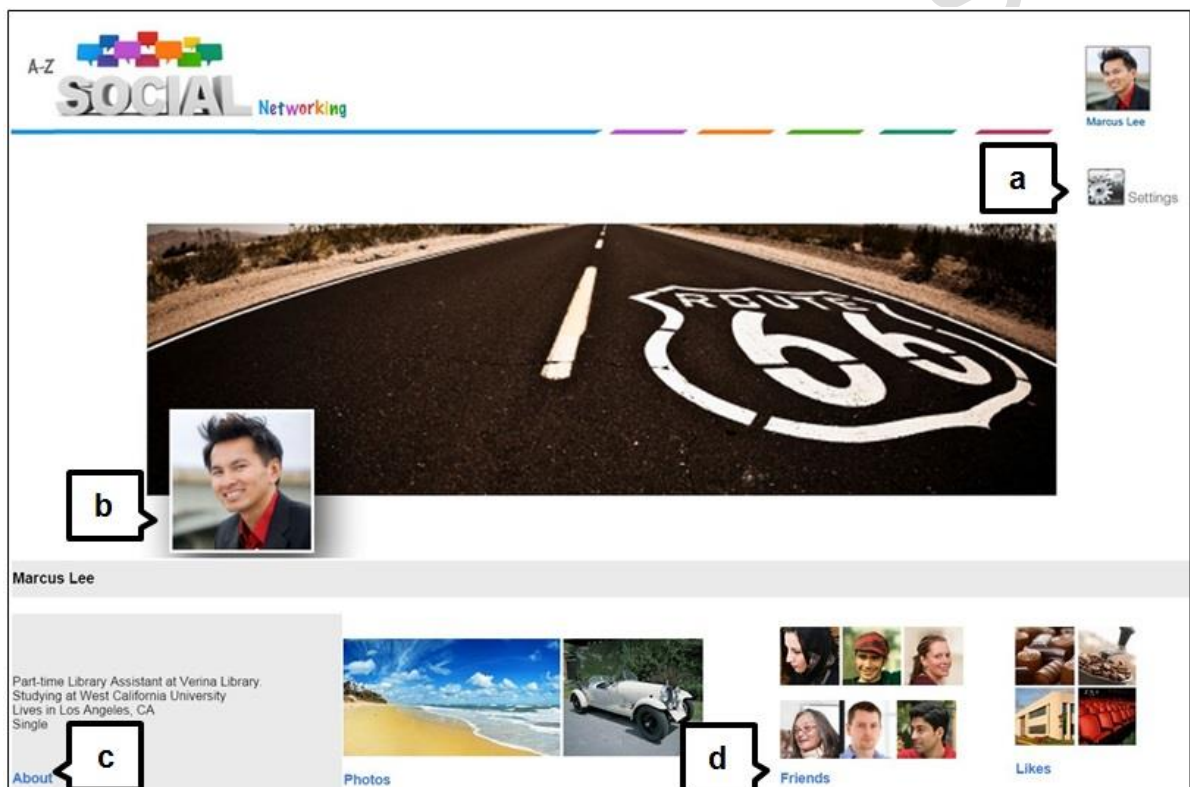 A-Z
SOCIAL Networking
Marcus Lee
a
Settings
ROUTE
66
b
Marcus Lee
Part-time Library Assistant at Verina Library.
Studying at West California University
Lives in Los Angeles, CA
Single
c
d
About
Photos
Friends
Likes